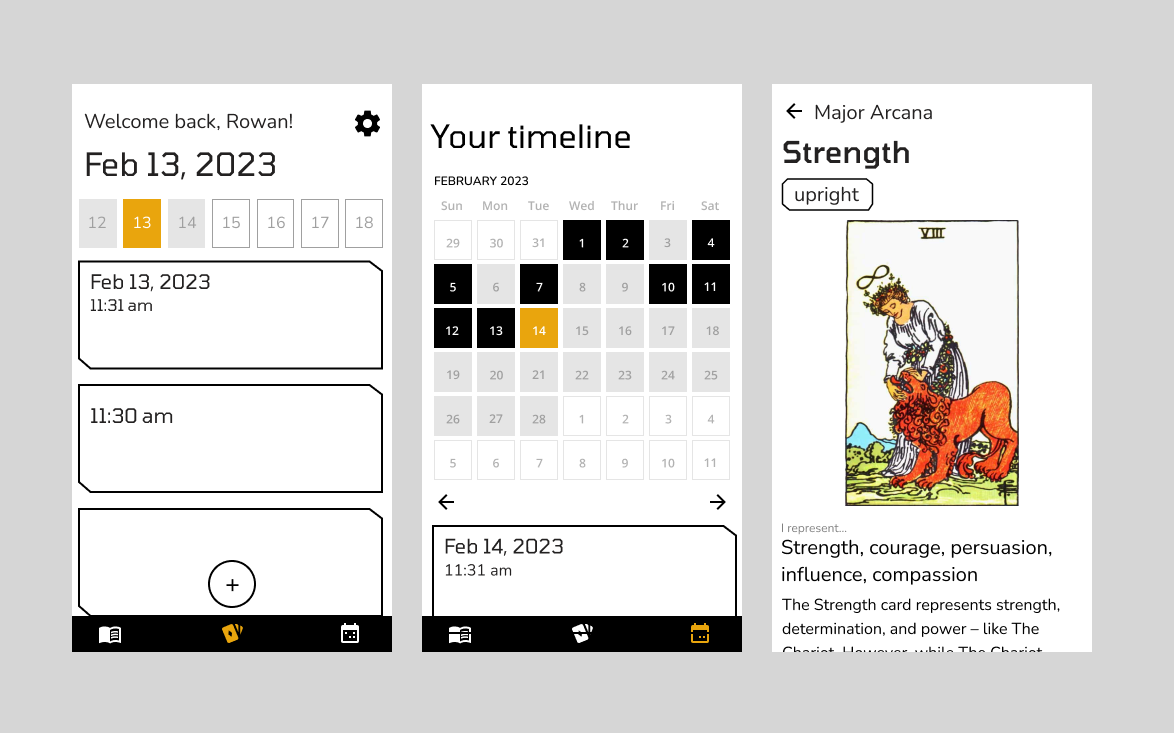 Welcome back, Rowan!
Feb 13, 2023
12 13 14 15 16 17 18
Feb 13, 2023
11:31 am
11:30 am
+
Your timeline
FEBRUARY 2023
Sun Mon Tue Wed Thur Fri Sat
29 30 31 1 2 3 4
5 6 7 8 9 10 11
12 13 14 15 16 17 18
19 20 21 22 23 24 25
26 27 28 1 2 3 4
5 6 7 8 9 10 11
Feb 14, 2023
11:31 am
Major Arcana
Strength
upright
VIII
I represent...
Strength, courage, persuasion,
influence, compassion
The Strength card represents strength,
determination, and power – like The
Chariot. However, while The Chariot